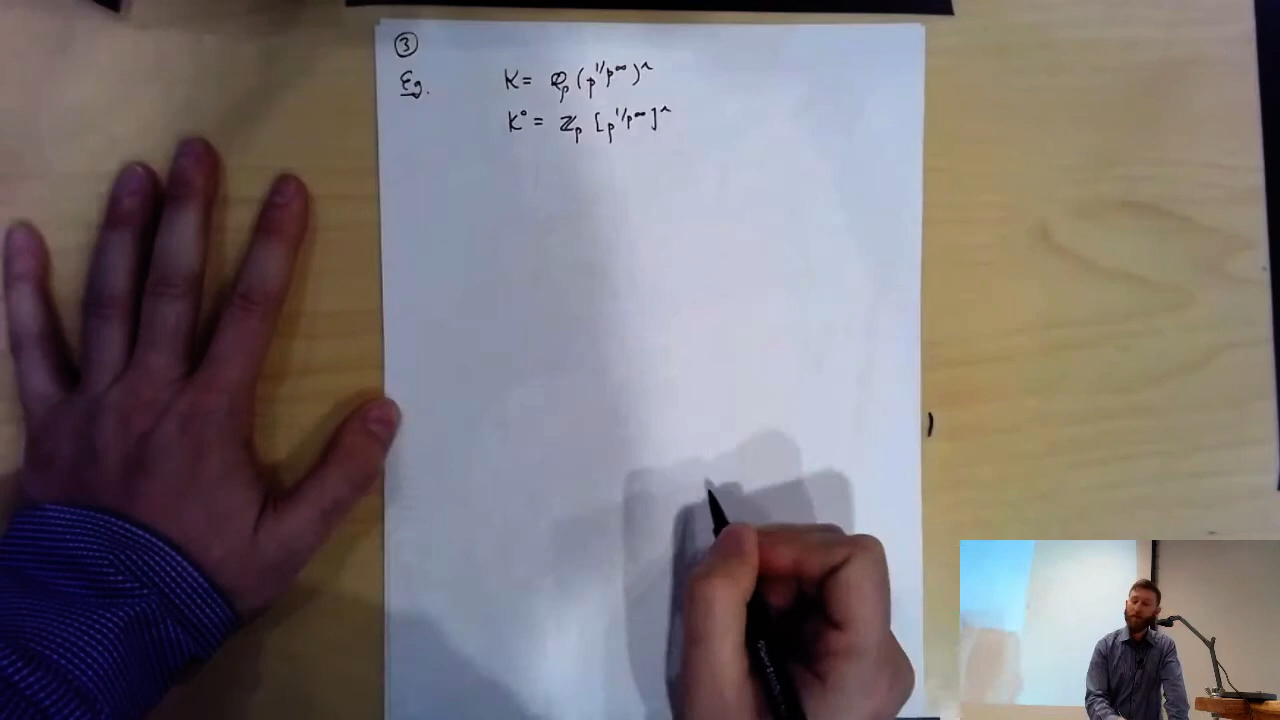 ③
Eg. K = ℚₚ (p^{1/p^∞})^∧
K° = ℤₚ [p^{1/p^∞}]^∧